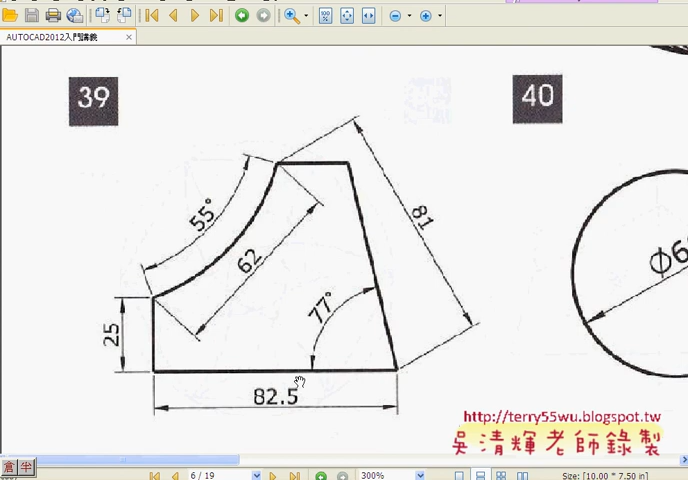 AUTOCAD2012入門講義
39
40
55°
62
81
77°
25
82.5
http://terry55wu.blogspot.tw
吳清輝老師錄製
倉 半
6 / 19
300%
Size: [10.00 * 7.50 in]